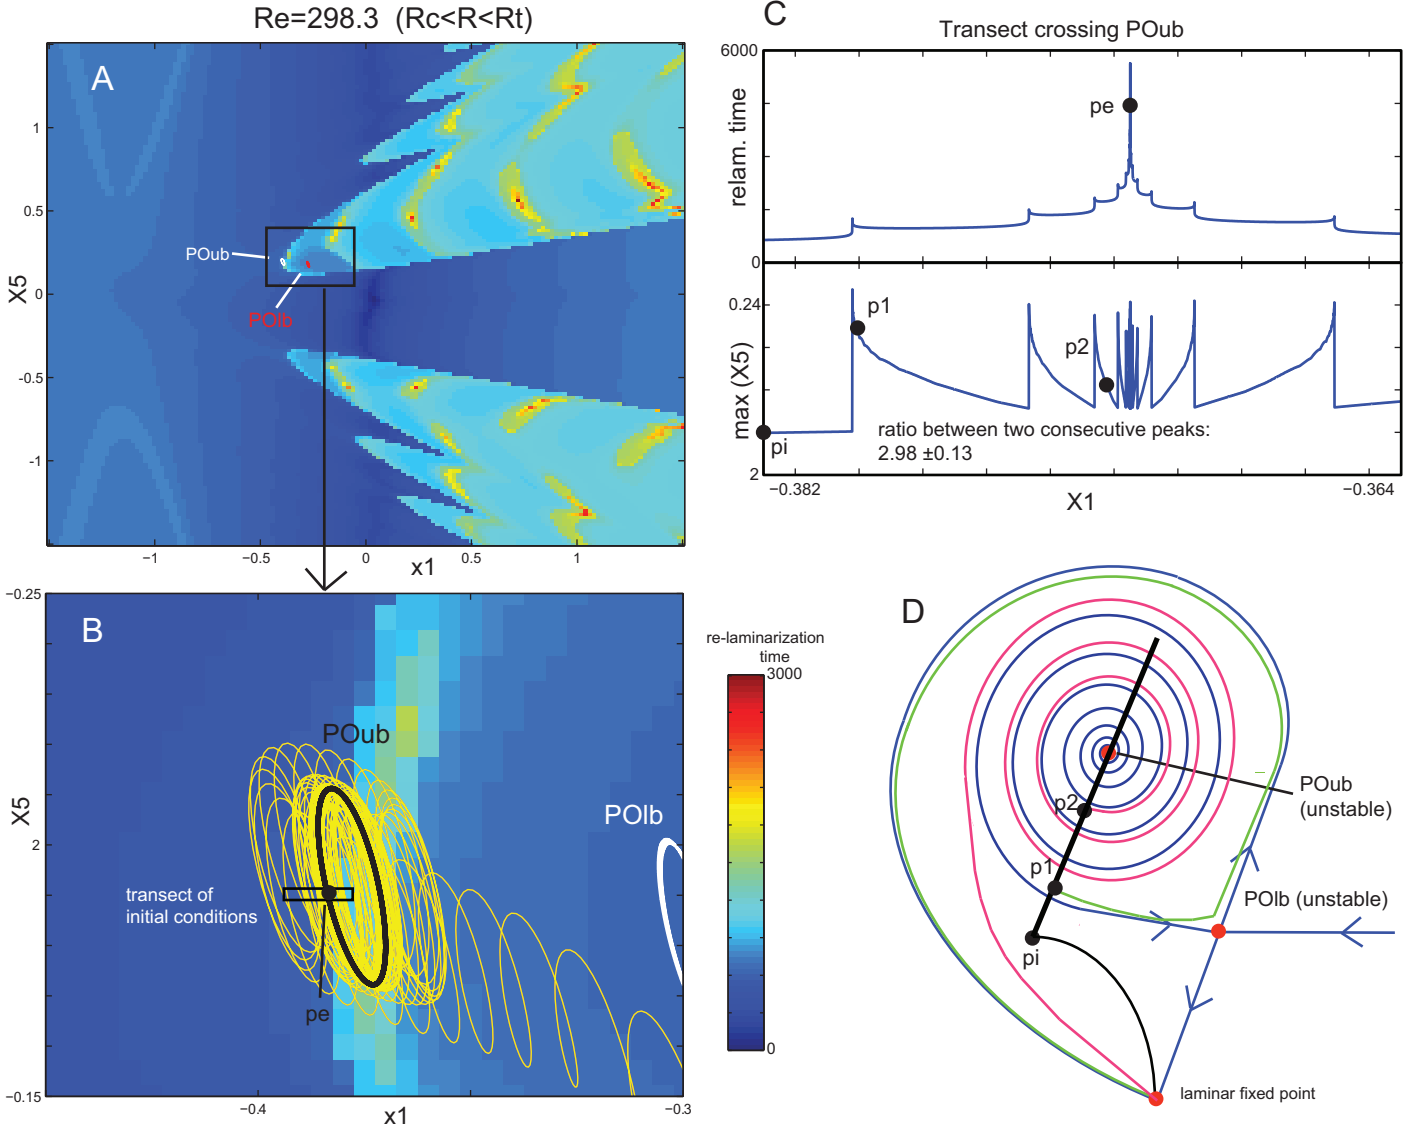 Re=298.3 (Rc<R<Rt)
A
1
0.5
0
-0.5
-1
X5
POub
POlb
−1
−0.5
0
0.5
1
x1
C
Transect crossing POub
6000
0
relam. time
pe
0.24
2
max (X5)
p1
p2
pi
ratio between two consecutive peaks:
2.98 ±0.13
−0.382
−0.364
X1
B
-0.25
2
-0.15
X5
POub
POlb
transect of
initial conditions
pe
−0.4
−0.3
x1
re-laminarization
time
3000
0
D
POub
(unstable)
p2
p1
POlb (unstable)
pi
laminar fixed point